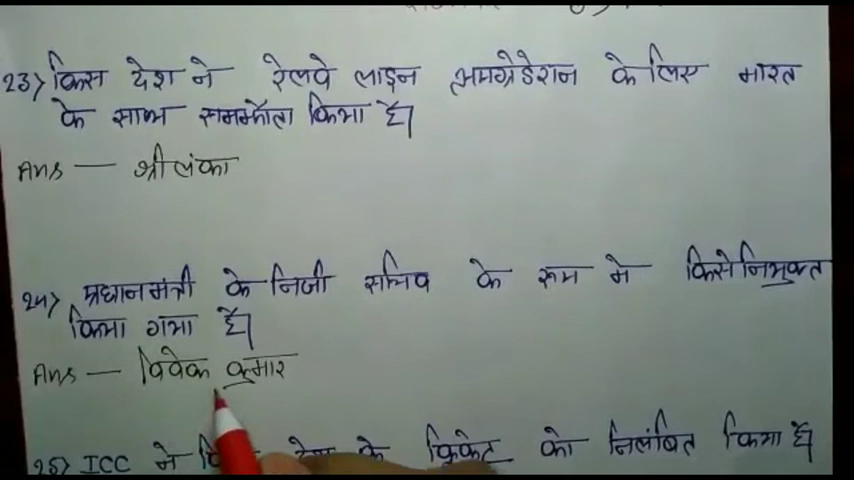 23) किस देश ने रेलवे लाइन अपग्रेडेशन के लिए भारत
के साथ समझौता किया है।
Ans — श्रीलंका
24) प्रधानमंत्री के निजी सचिव के रूप में किसे नियुक्त
किया गया है।
Ans — विवेक कुमार
25) ICC ने के क्रिकेट को निलंबित किया है